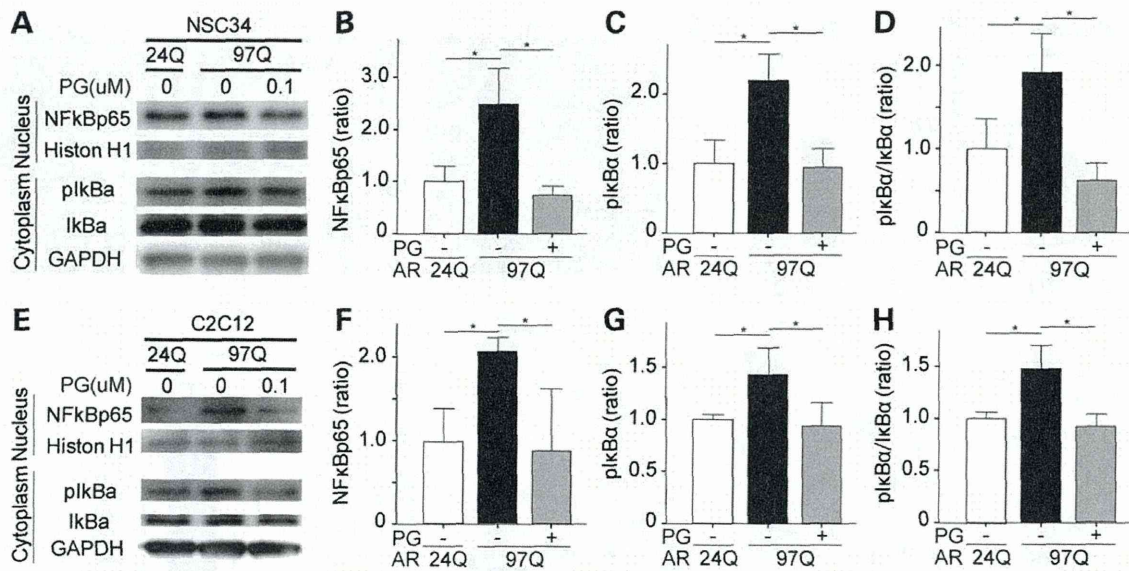 A
NSC34
24Q 97Q
PG(uM) 0 0 0.1
Nucleus
NFkBp65
Histon H1
Cytoplasm
pIkBa
IkBa
GAPDH
B
NFκBp65 (ratio)
3.0
2.0
1.0
0
* *
PG - - +
AR 24Q 97Q
C
pIκBα (ratio)
2.0
1.0
0
* *
PG - - +
AR 24Q 97Q
D
pIκBα/IκBα (ratio)
2.0
1.0
0
* *
PG - - +
AR 24Q 97Q
E
C2C12
24Q 97Q
PG(uM) 0 0 0.1
Nucleus
NFkBp65
Histon H1
Cytoplasm
pIkBa
IkBa
GAPDH
F
NFκBp65 (ratio)
2.0
1.0
0
* *
PG - - +
AR 24Q 97Q
G
pIκBα (ratio)
1.5
1.0
0.5
0
* *
PG - - +
AR 24Q 97Q
H
pIκBα/IκBα (ratio)
1.5
1.0
0.5
* *
PG - - +
AR 24Q 97Q